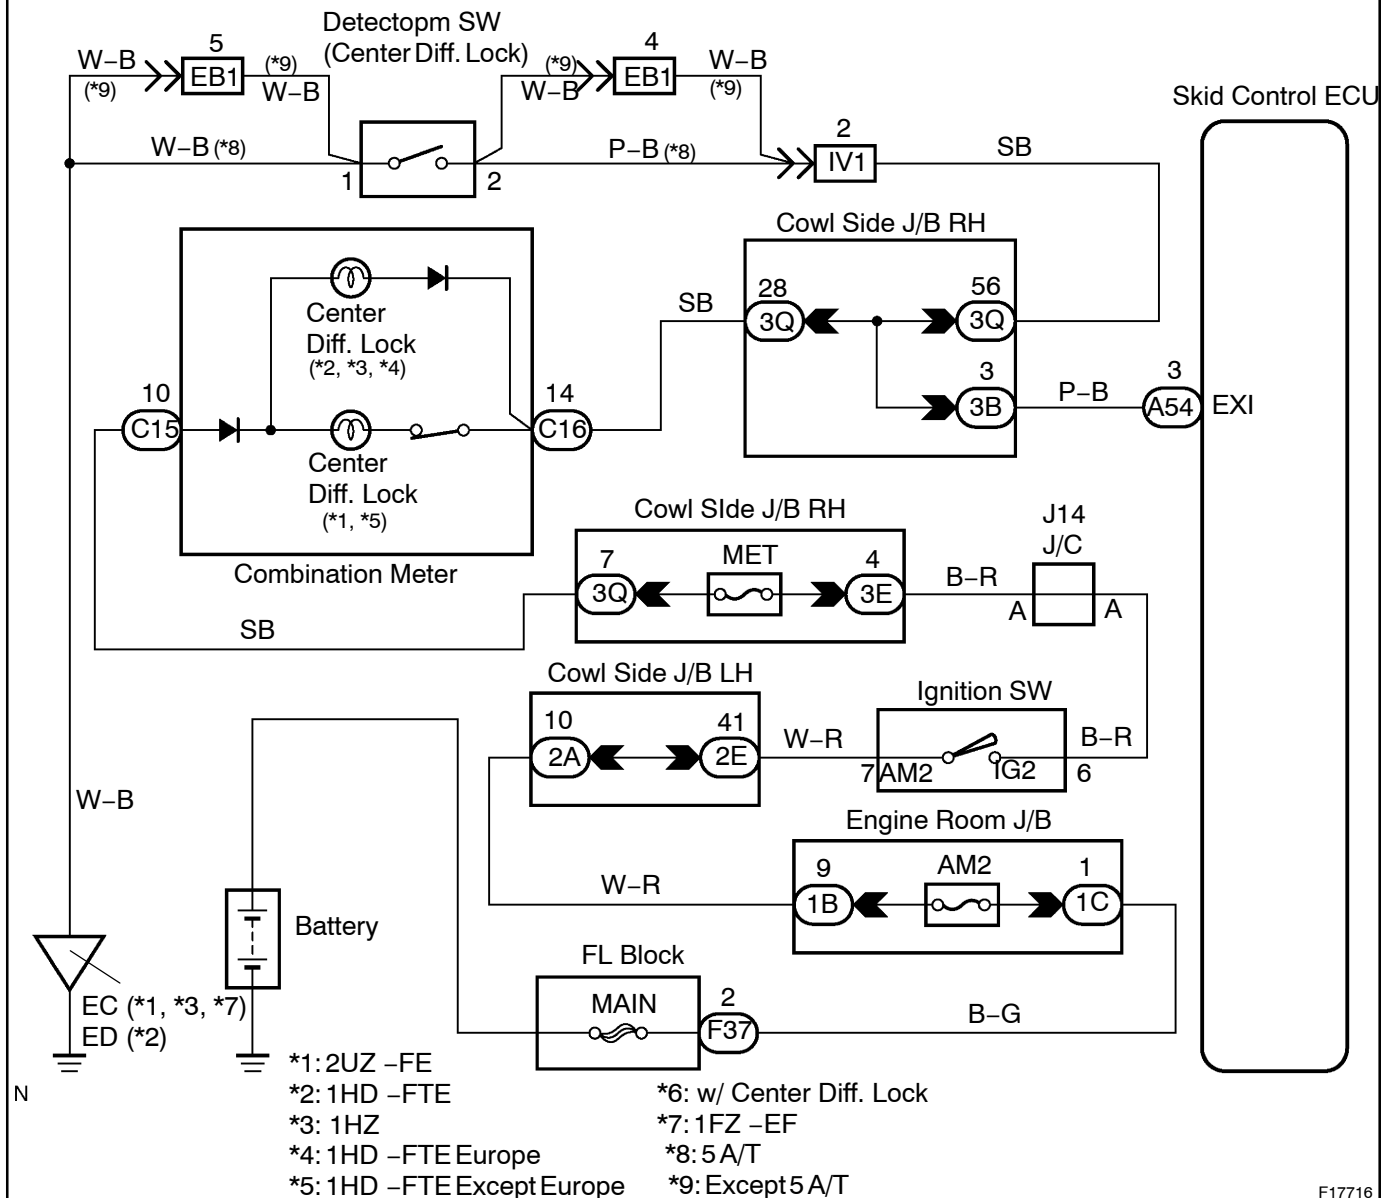 Detectopm SW
(Center Diff. Lock)
5
4
W–B
(*9)
EB1
(*9)
W–B
(*9)
W–B
EB1
W–B
(*9)
Skid Control ECU
W–B (*8)
1
2
P–B (*8)
2
IV1
SB
Cowl Side J/B RH
28
3Q
56
3Q
SB
3
3B
P–B
3
A54
EXI
Center
Diff. Lock
(*2, *3, *4)
10
C15
14
C16
Center
Diff. Lock
(*1, *5)
Combination Meter
SB
Cowl SIde J/B RH
7
3Q
MET
4
3E
B–R
J14
J/C
A
A
Cowl Side J/B LH
10
2A
41
2E
W–R
Ignition SW
7
AM2
IG2
6
B–R
W–B
Engine Room J/B
W–R
9
1B
AM2
1
1C
Battery
FL Block
MAIN
2
F37
B–G
EC (*1, *3, *7)
ED (*2)
N
*1: 2UZ –FE
*2: 1HD –FTE
*3: 1HZ
*4: 1HD –FTE Europe
*5: 1HD –FTE Except Europe
*6: w/ Center Diff. Lock
*7: 1FZ –EF
*8: 5 A/T
*9: Except 5 A/T
F17716